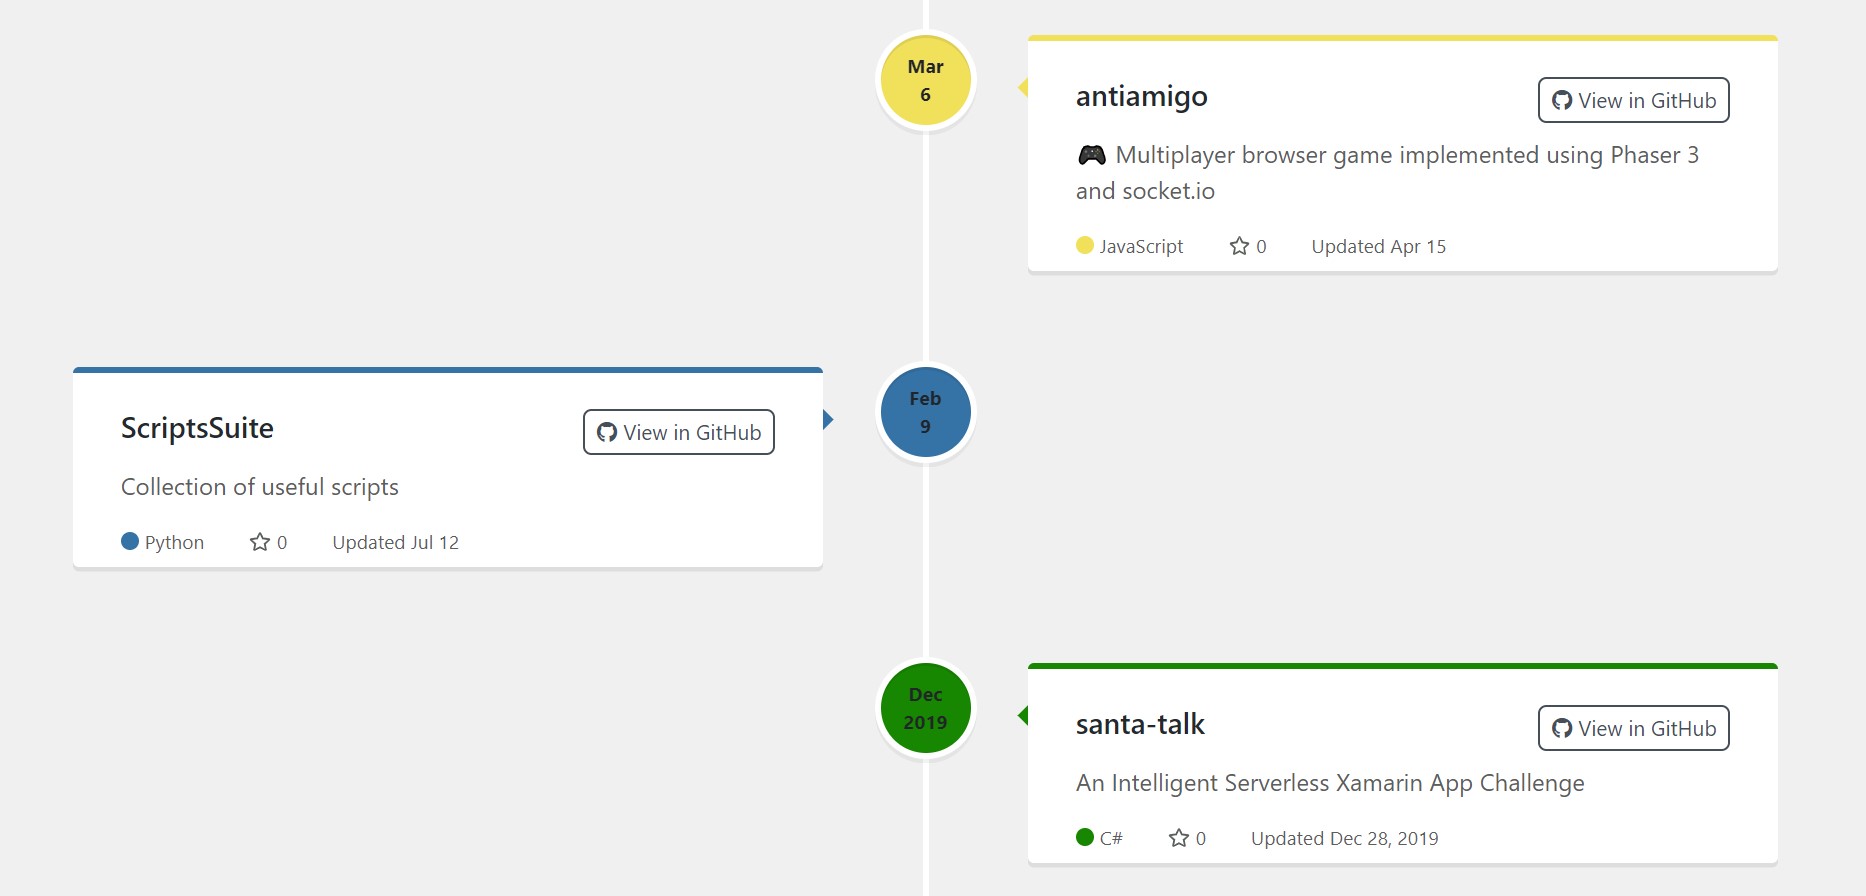 Mar
6
antiamigo
View in GitHub
🎮 Multiplayer browser game implemented using Phaser 3
and socket.io
JavaScript 0 Updated Apr 15
Feb
9
ScriptsSuite
View in GitHub
Collection of useful scripts
Python 0 Updated Jul 12
Dec
2019
santa-talk
View in GitHub
An Intelligent Serverless Xamarin App Challenge
C# 0 Updated Dec 28, 2019